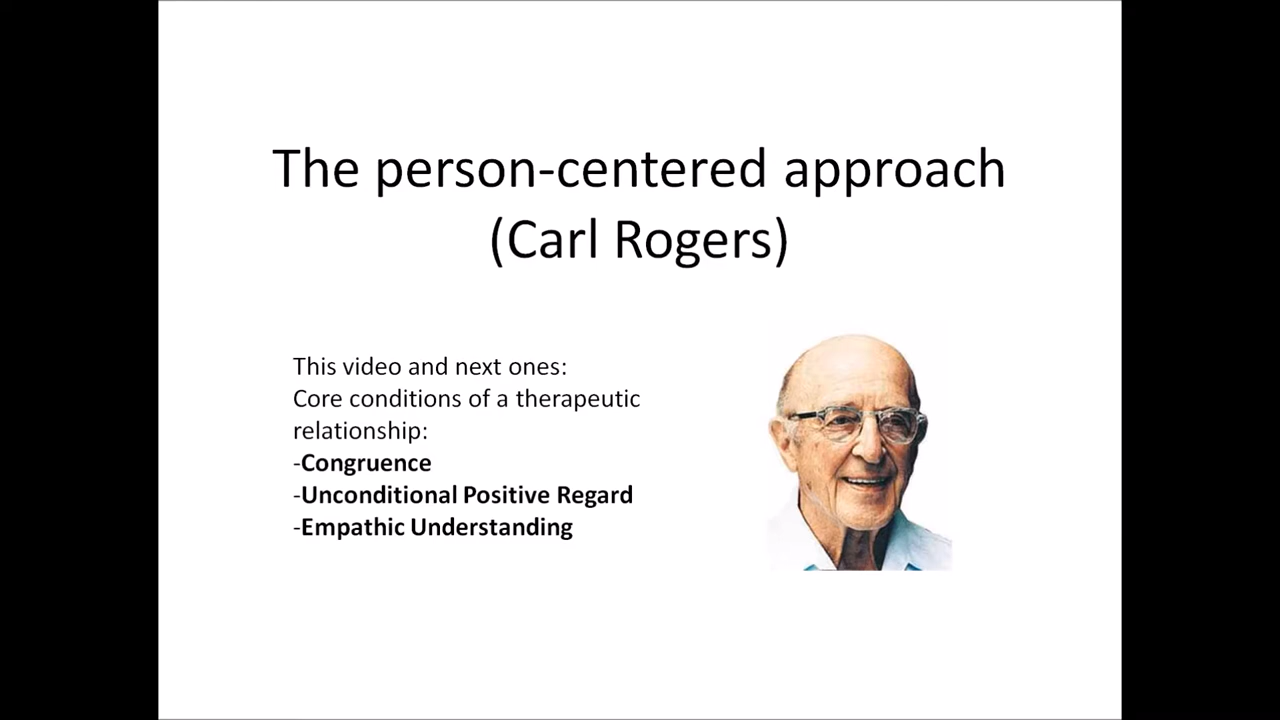 The person-centered approach
(Carl Rogers)
This video and next ones:
Core conditions of a therapeutic
relationship:
-Congruence
-Unconditional Positive Regard
-Empathic Understanding